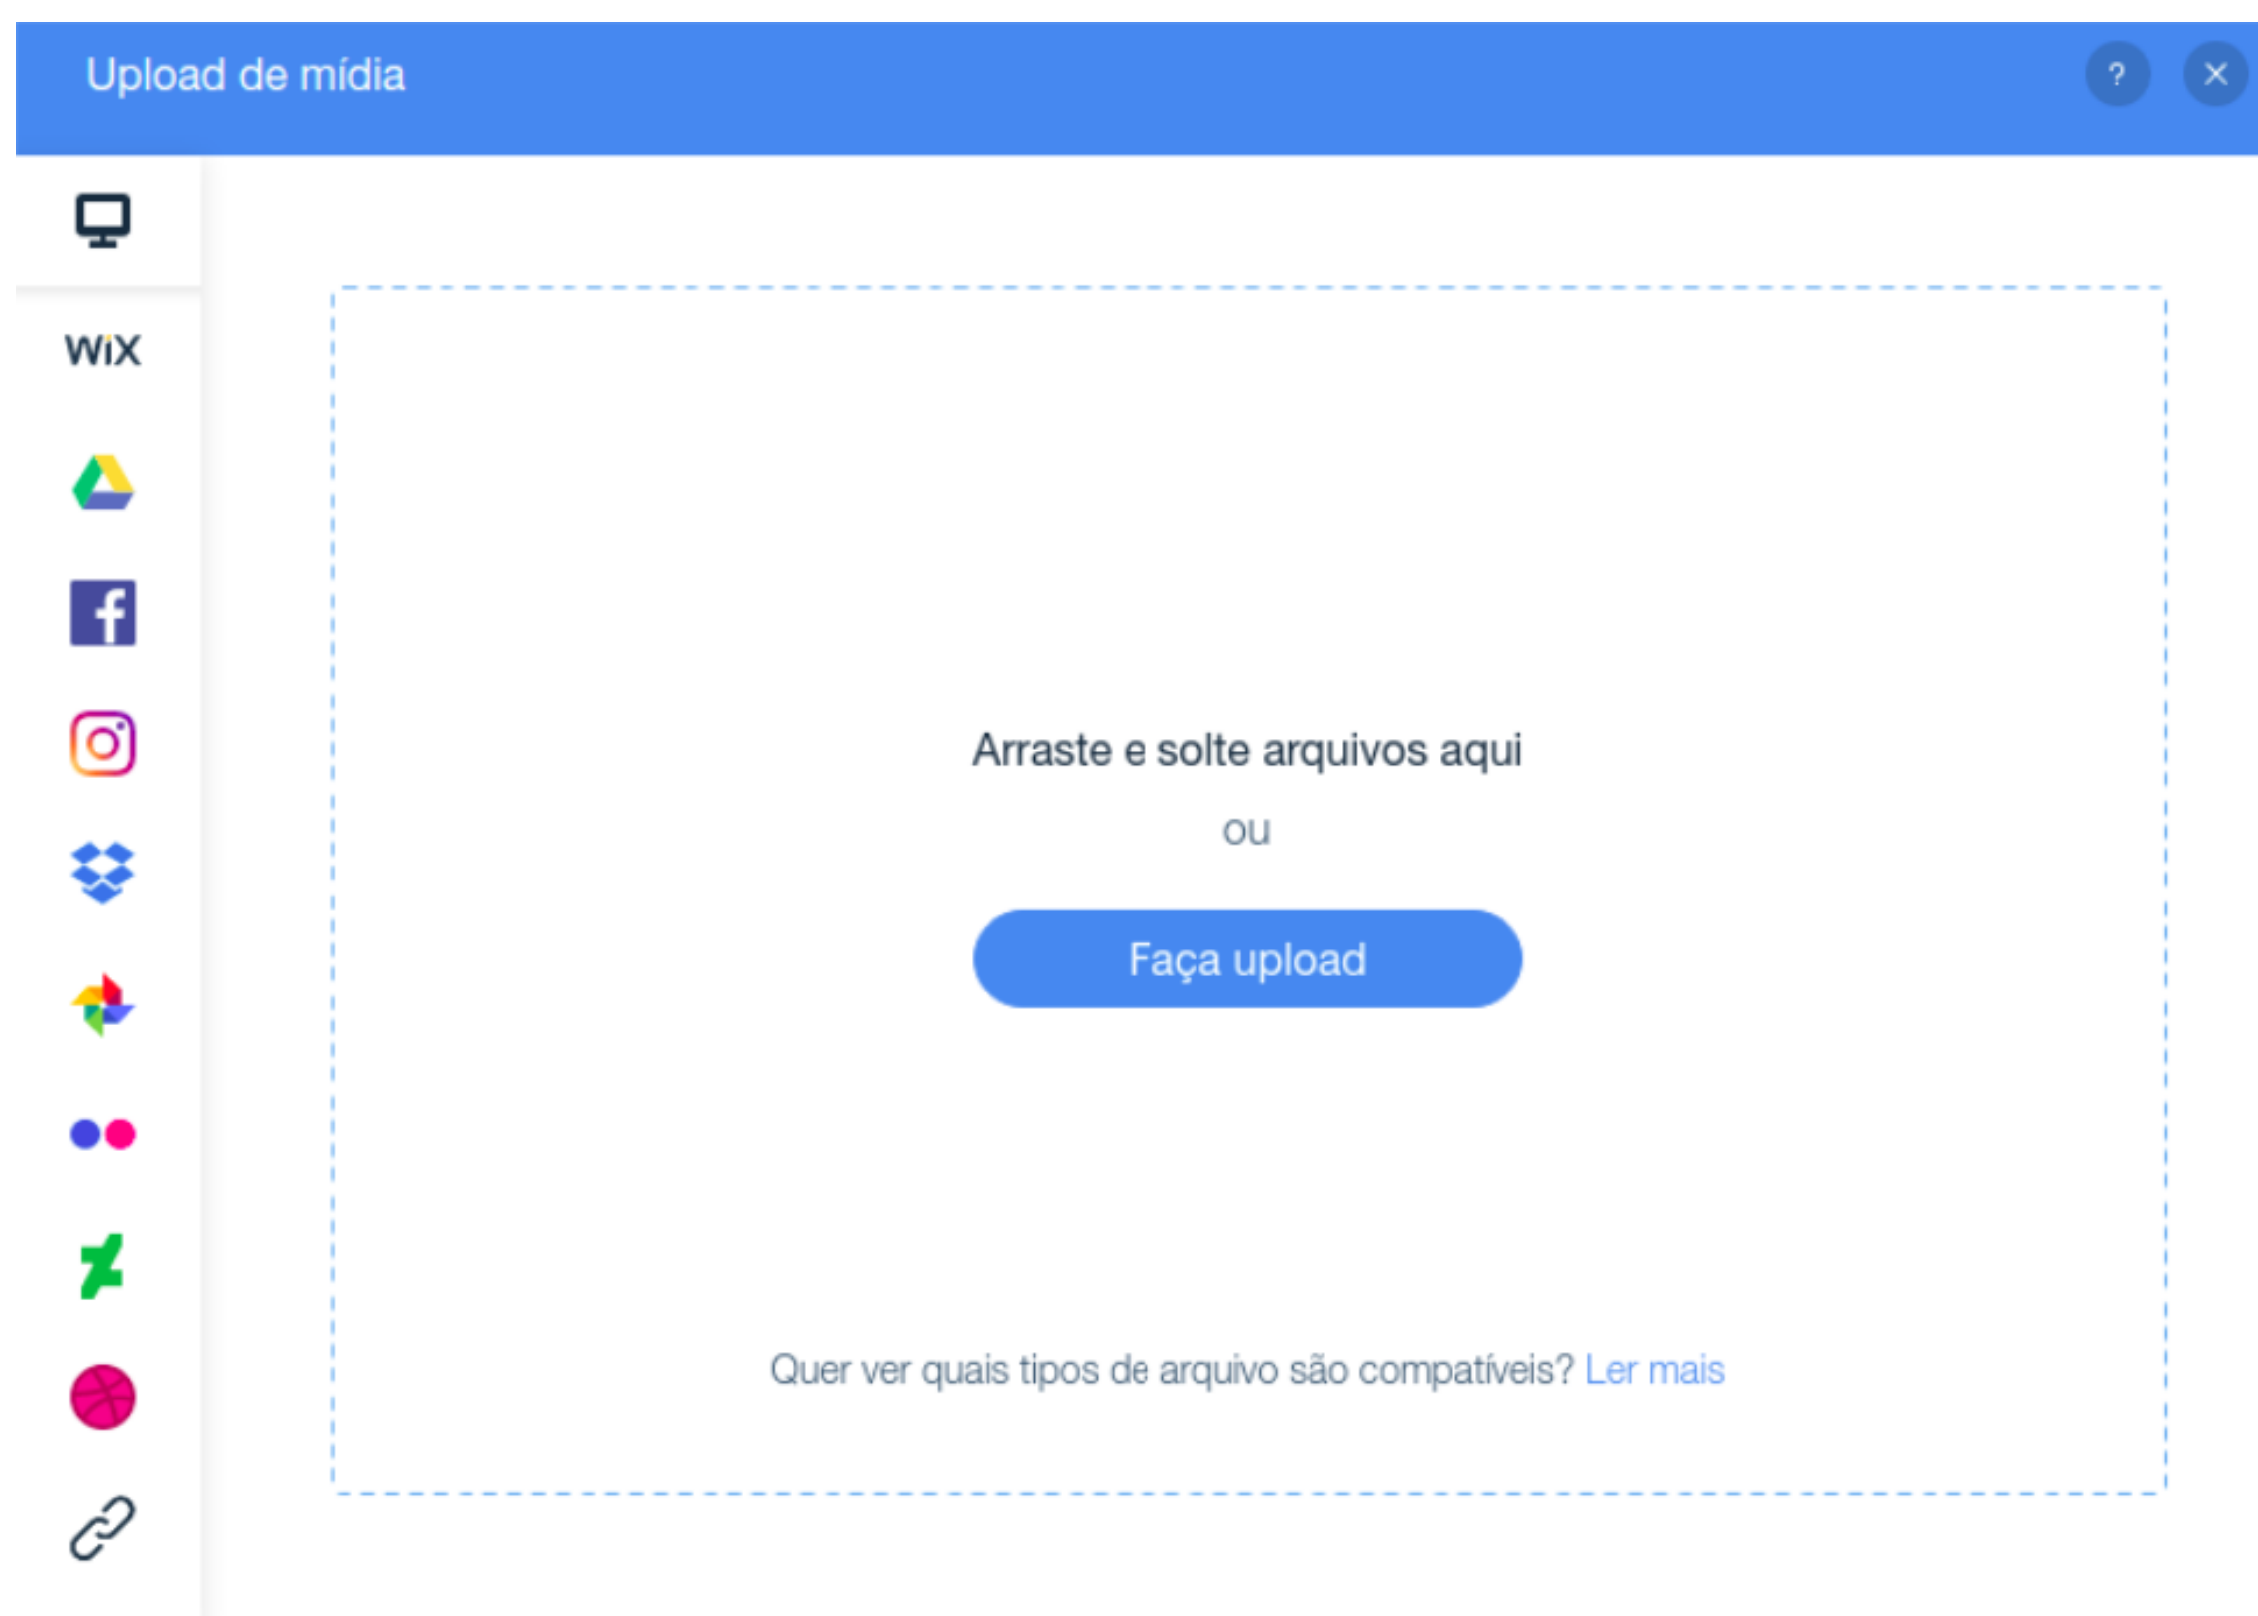 Upload de mídia
?
WiX
Arraste e solte arquivos aqui
ou
Faça upload
Quer ver quais tipos de arquivo são compatíveis? Ler mais